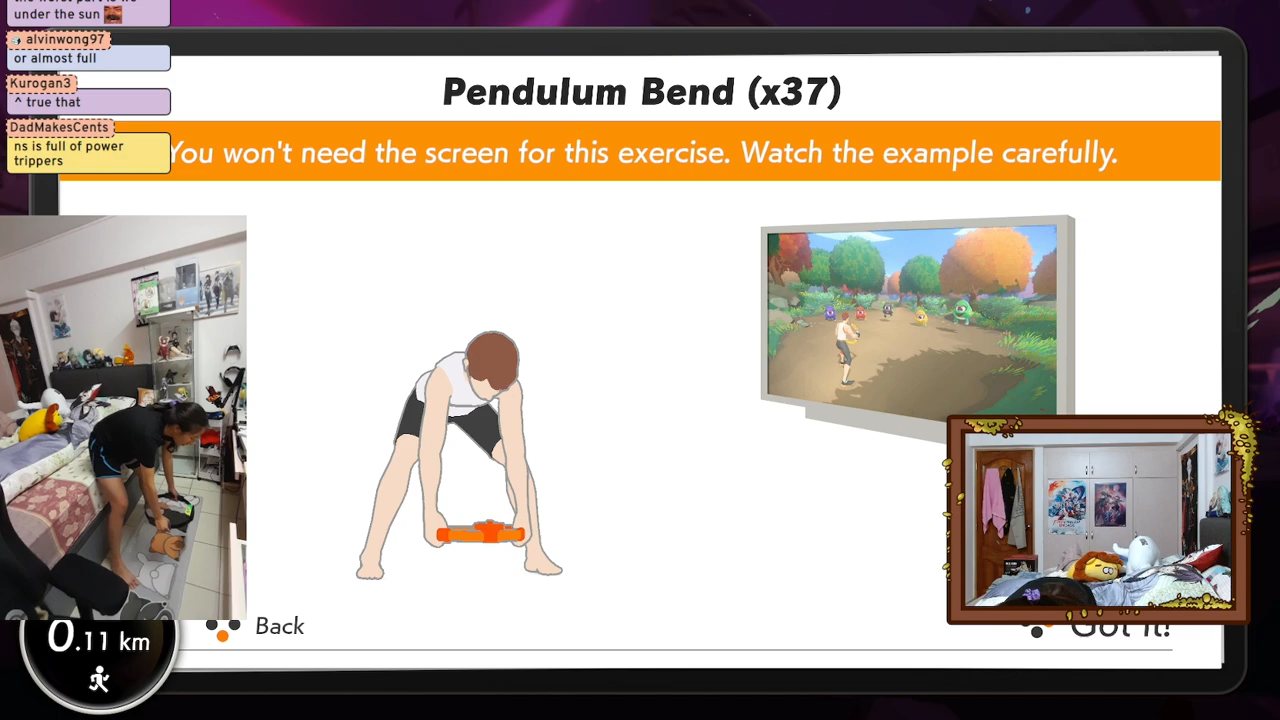 under the sun
alvinwong97
or almost full
Kurogan3
^ true that
DadMakesCents
ns is full of power
trippers
Pendulum Bend (x37)
You won't need the screen for this exercise. Watch the example carefully.
0.11 km
Back
Got it!